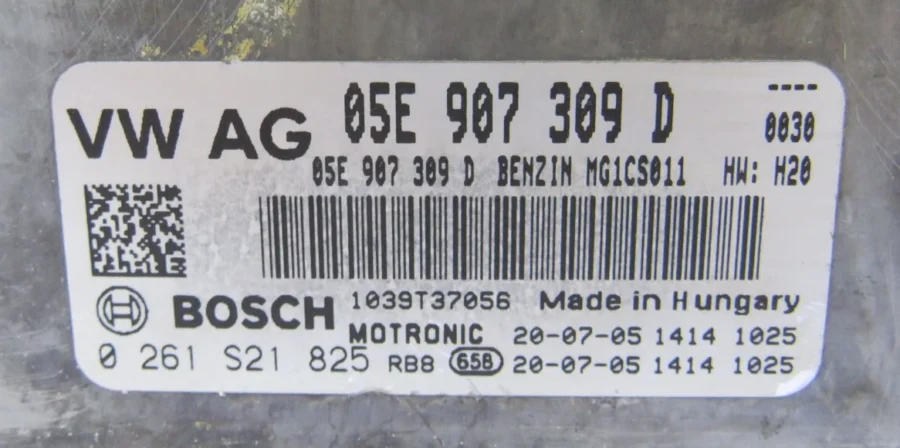 VW AG 05E 907 309 D ----
0030
05E 907 309 D BENZIN MG1CS011 HW: H20
BOSCH 1039T37056 Made in Hungary
MOTRONIC 20-07-05 1414 1025
0 261 S21 825 RB8 65B 20-07-05 1414 1025